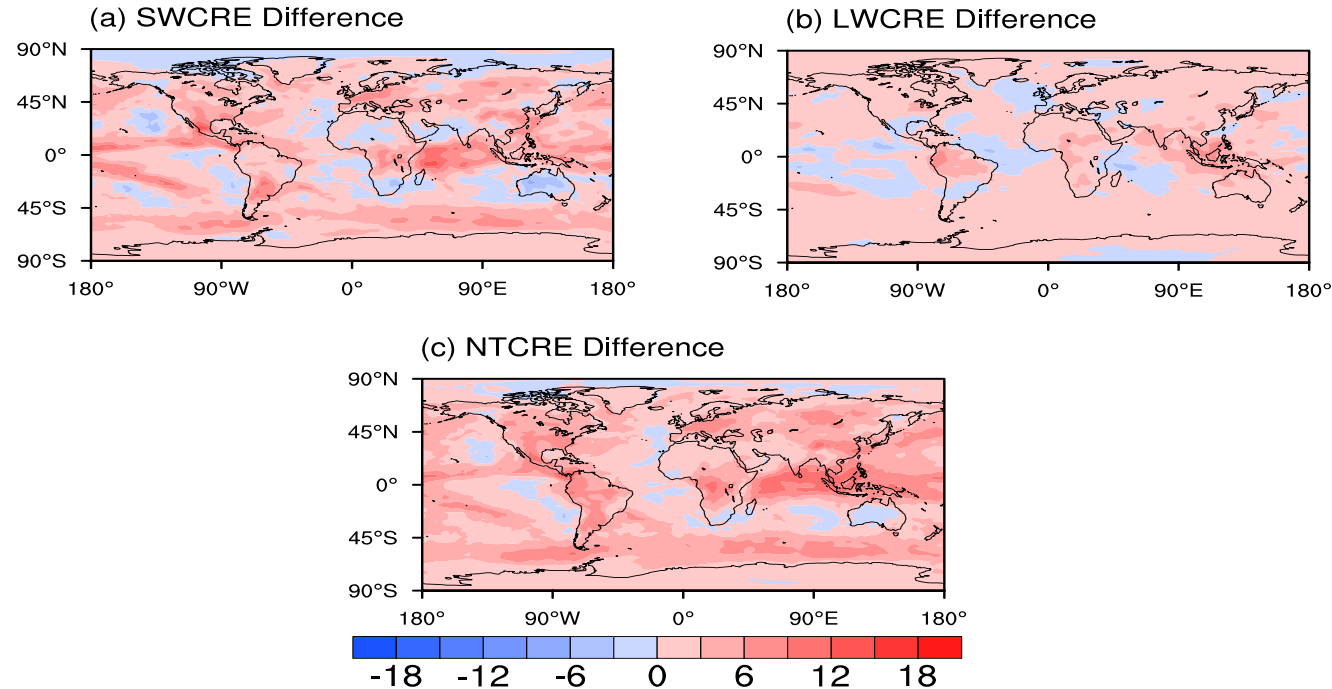 (a) SWCRE Difference
90°N
45°N
0°
45°S
90°S
180° 90°W 0° 90°E 180°
(b) LWCRE Difference
90°N
45°N
0°
45°S
90°S
180° 90°W 0° 90°E 180°
(c) NTCRE Difference
90°N
45°N
0°
45°S
90°S
180° 90°W 0° 90°E 180°
-18 -12 -6 0 6 12 18